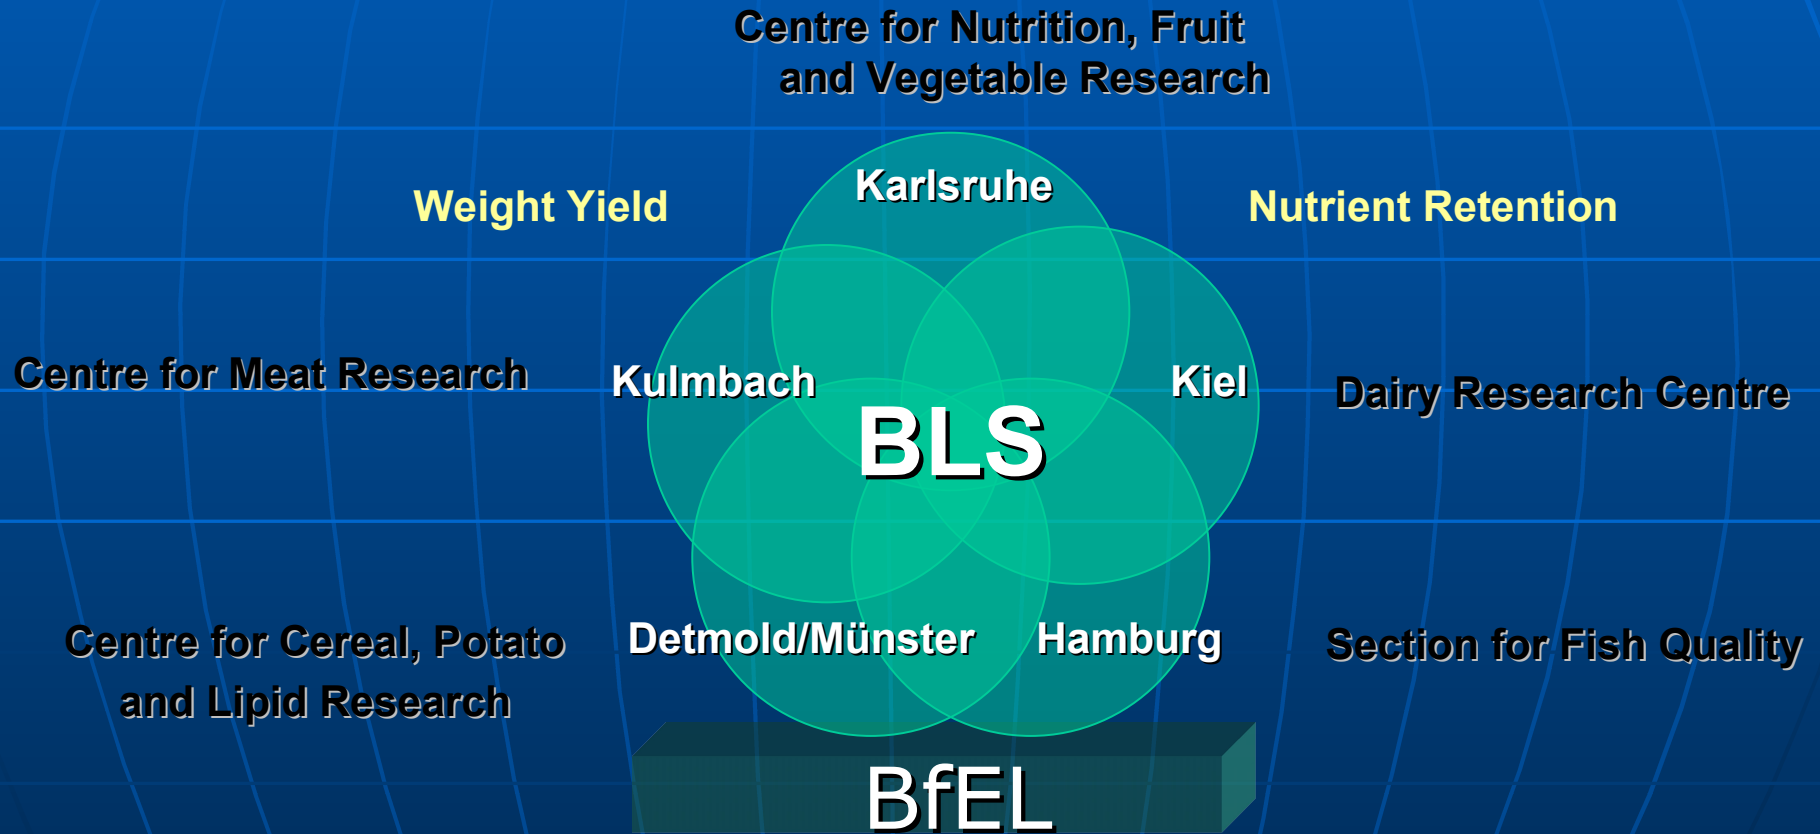 Centre for Nutrition, Fruit
and Vegetable Research
Karlsruhe
Weight Yield
Nutrient Retention
Centre for Meat Research
Kulmbach
Kiel
Dairy Research Centre
BLS
Centre for Cereal, Potato
and Lipid Research
Detmold/Münster
Hamburg
Section for Fish Quality
BfEL